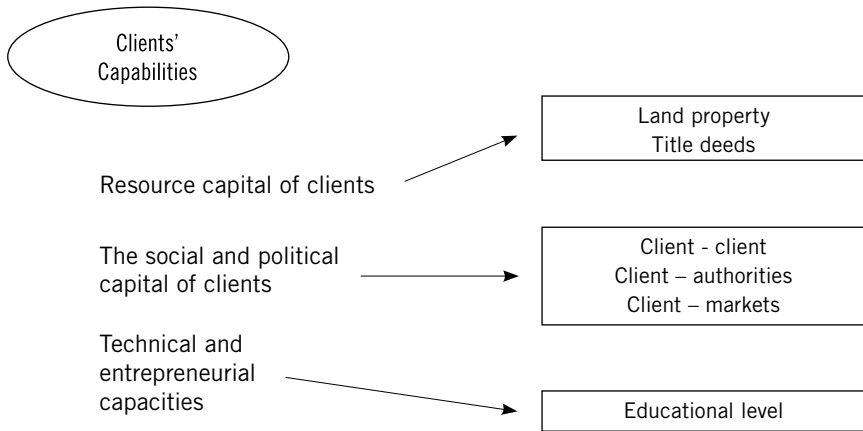 Clients’
Capabilities
Land property
Title deeds
Resource capital of clients
The social and political
capital of clients
Client - client
Client – authorities
Client – markets
Technical and
entrepreneurial
capacities
Educational level